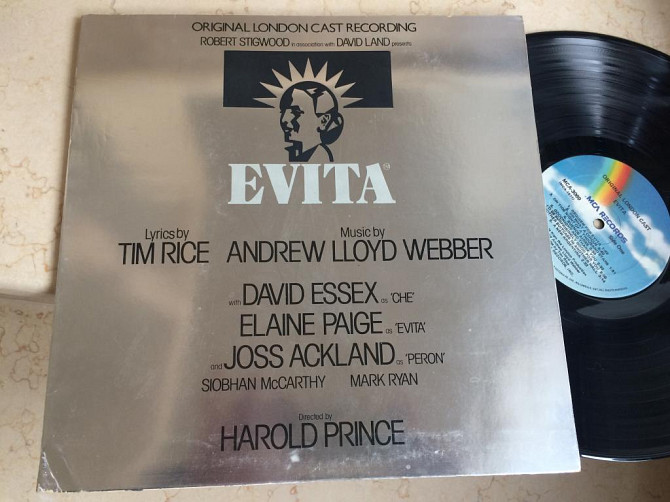 ORIGINAL LONDON CAST RECORDING
ROBERT STIGWOOD in association with DAVID LAND presents
EVITA
Lyrics by
Music by
TIM RICE
ANDREW LLOYD WEBBER
with DAVID ESSEX as 'CHE'
ELAINE PAIGE as 'EVITA'
and JOSS ACKLAND as 'PERON'
SIOBHAN McCARTHY
MARK RYAN
Directed by
HAROLD PRINCE
ORIGINAL LONDON CAST
EVITA
MCA RECORDS